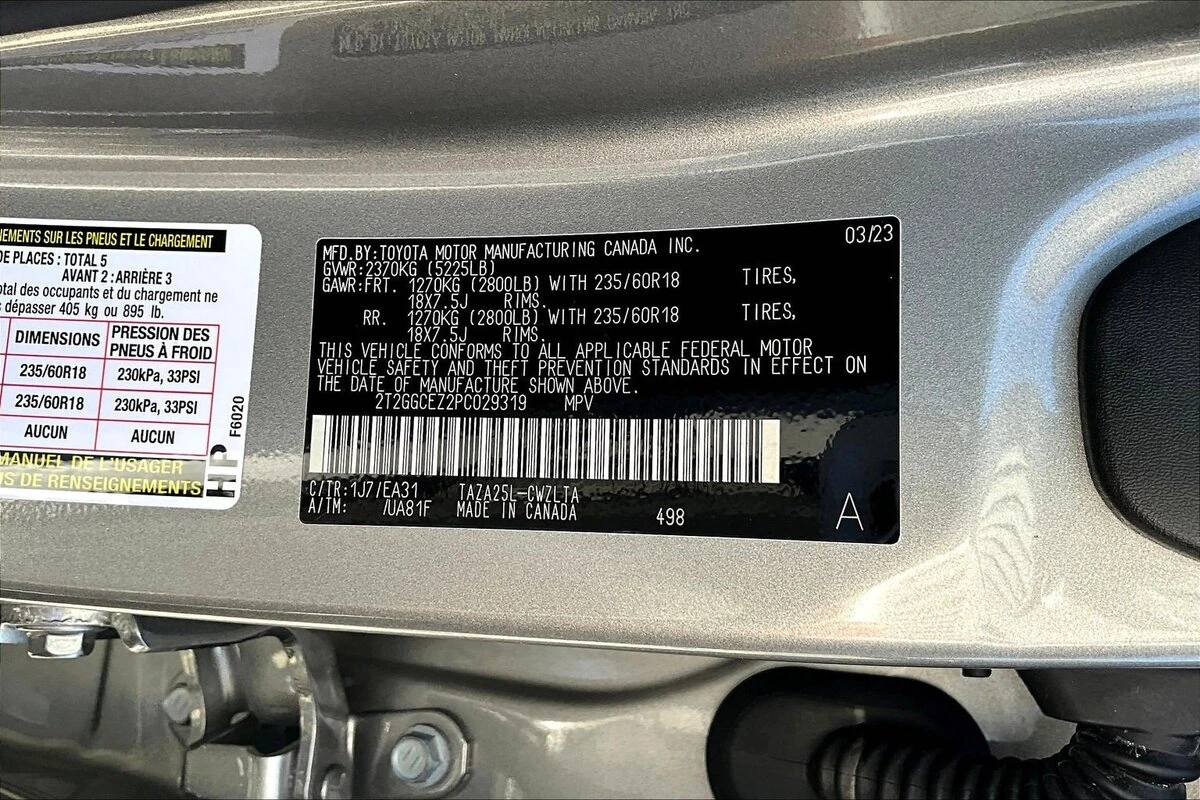 NEMENTS SUR LES PNEUS ET LE CHARGEMENT
DE PLACES : TOTAL 5
AVANT 2 : ARRIÈRE 3
total des occupants et du chargement ne
dépasser 405 kg ou 895 lb.
DIMENSIONS PRESSION DES PNEUS À FROID
235/60R18 230kPa, 33PSI
235/60R18 230kPa, 33PSI
AUCUN AUCUN
MANUEL DE L'USAGER
DE RENSEIGNEMENTS
HP
F6020
03/23
MFD.BY:TOYOTA MOTOR MANUFACTURING CANADA INC.
GVWR:2370KG (5225LB)
GAWR:FRT. 1270KG (2800LB) WITH 235/60R18 TIRES,
18X7.5J RIMS.
RR. 1270KG (2800LB) WITH 235/60R18 TIRES,
18X7.5J RIMS.
THIS VEHICLE CONFORMS TO ALL APPLICABLE FEDERAL MOTOR
VEHICLE SAFETY AND THEFT PREVENTION STANDARDS IN EFFECT ON
THE DATE OF MANUFACTURE SHOWN ABOVE.
2T2GGCEZ2PC029319 MPV
C/TR:1J7/EA31 TAZA25L-CWZLTA
A/TM: /UA81F MADE IN CANADA 498
A